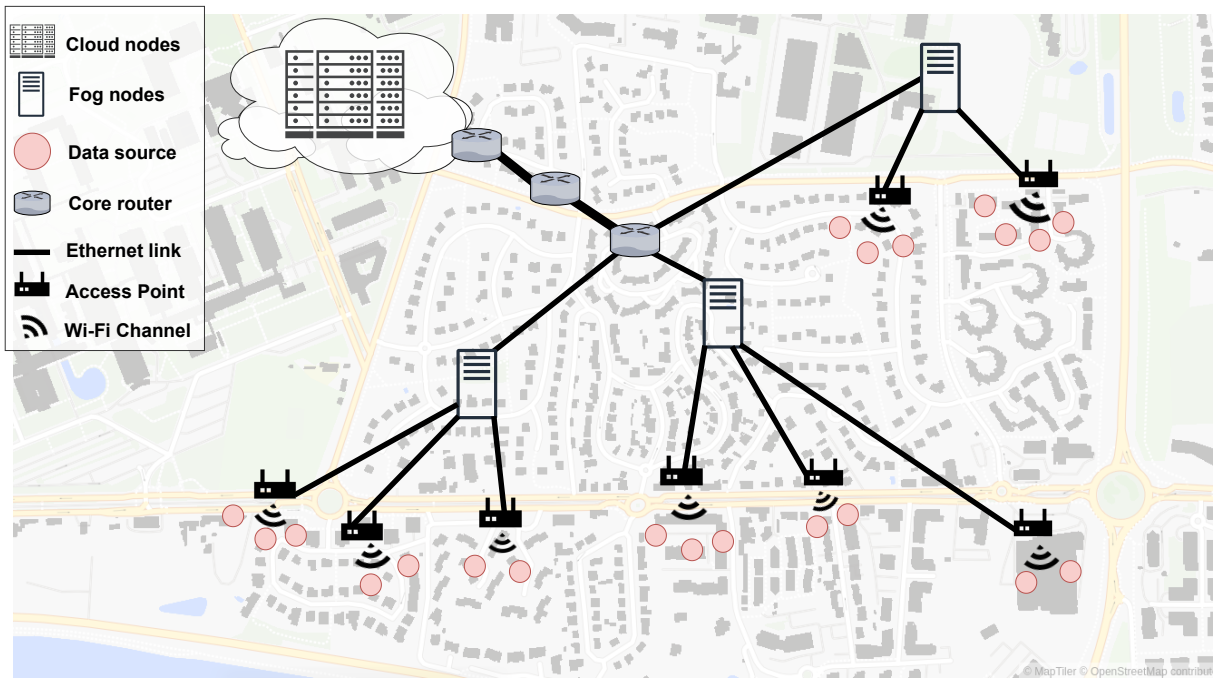 Cloud nodes
Fog nodes
Data source
Core router
Ethernet link
Access Point
Wi-Fi Channel
© MapTiler © OpenStreetMap contribut